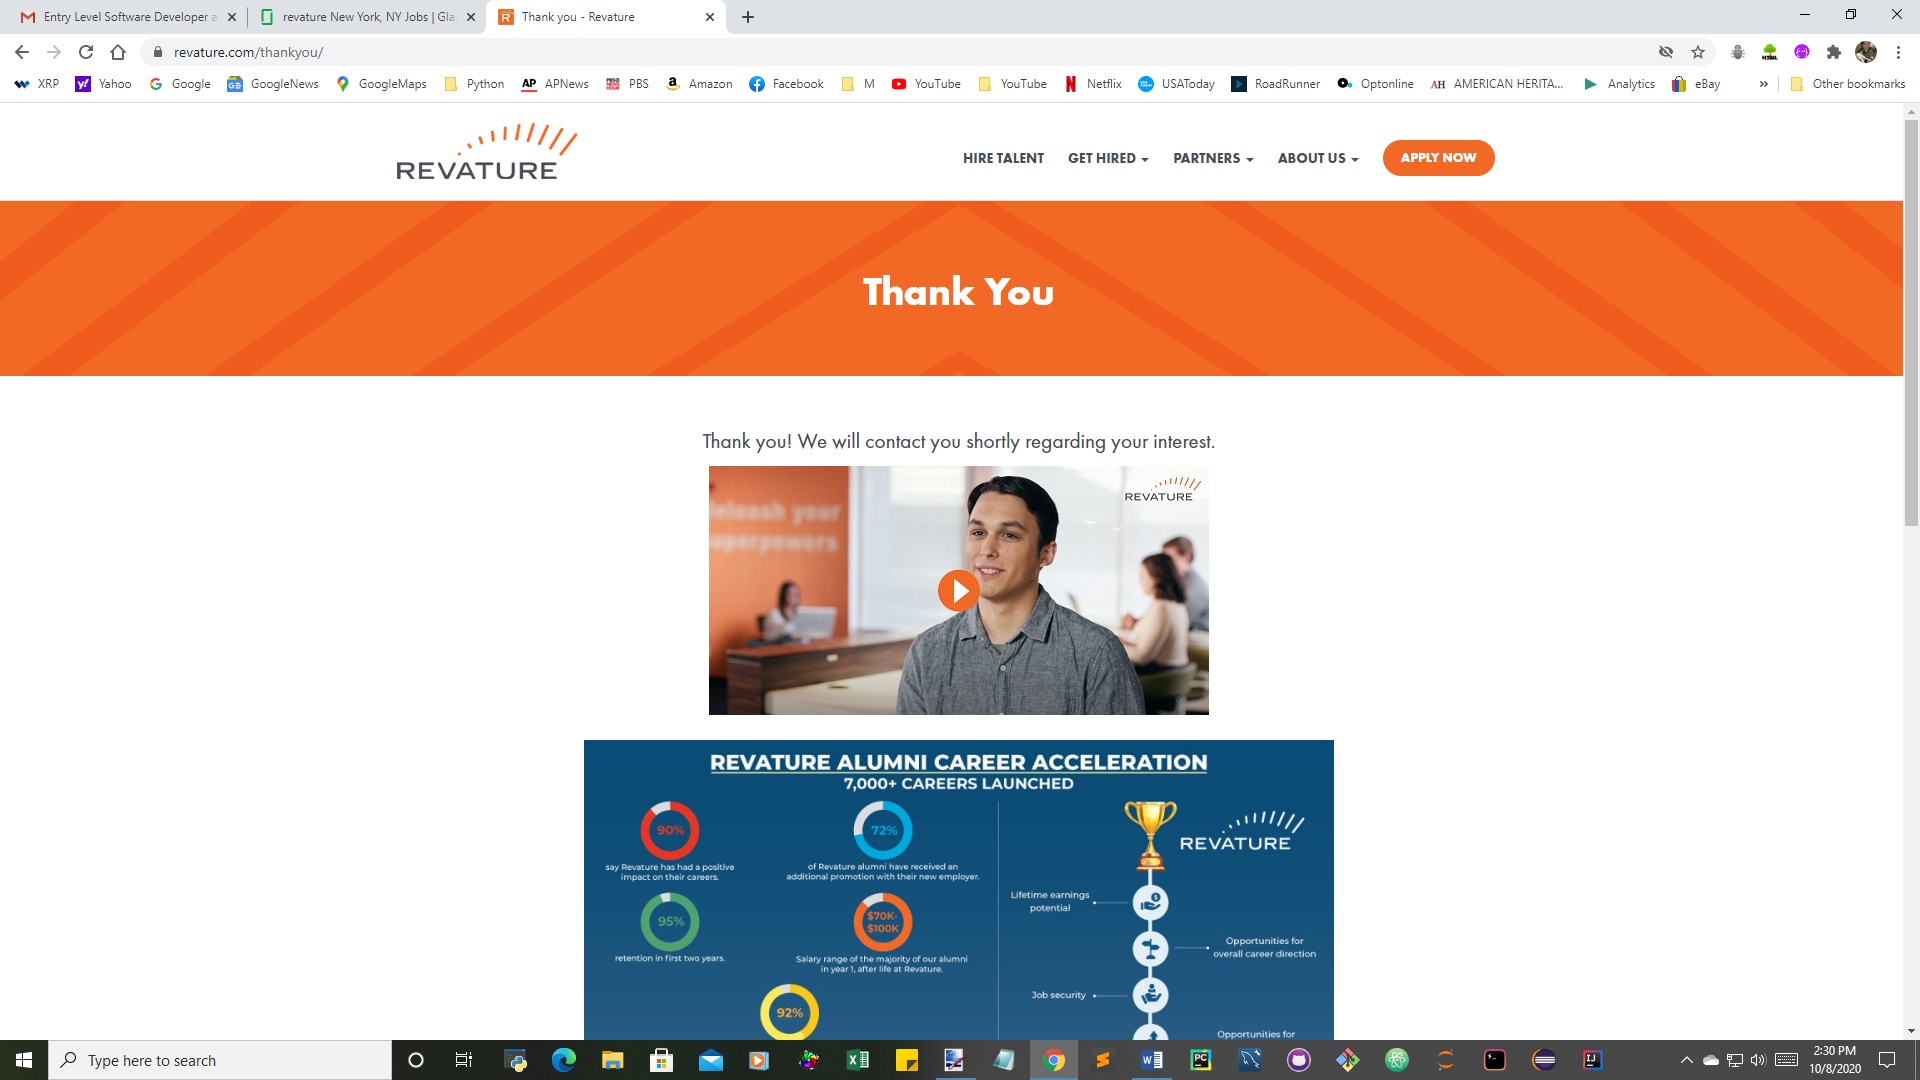 Entry Level Software Developer a
revature New York, NY Jobs | Glas
Thank you - Revature
revature.com/thankyou/
XRP
Yahoo
Google
GoogleNews
GoogleMaps
Python
AP APNews
PBS
Amazon
Facebook
M
YouTube
YouTube
Netflix
USAToday
RoadRunner
Optonline
AH AMERICAN HERITA...
Analytics
eBay
»
Other bookmarks
REVATURE
HIRE TALENT
GET HIRED
PARTNERS
ABOUT US
APPLY NOW
Thank You
Thank you! We will contact you shortly regarding your interest.
REVATURE
REVATURE ALUMNI CAREER ACCELERATION
7,000+ CAREERS LAUNCHED
90%
say Revature has had a positive
impact on their careers.
72%
of Revature alumni have received an
additional promotion with their new employer.
95%
retention in first two years.
$70K-
$100K
Salary range of the majority of our alumni
in year 1, after life at Revature.
92%
REVATURE
Lifetime earnings
potential
Opportunities for
overall career direction
Job security
Opportunities for
Type here to search
2:30 PM
10/8/2020